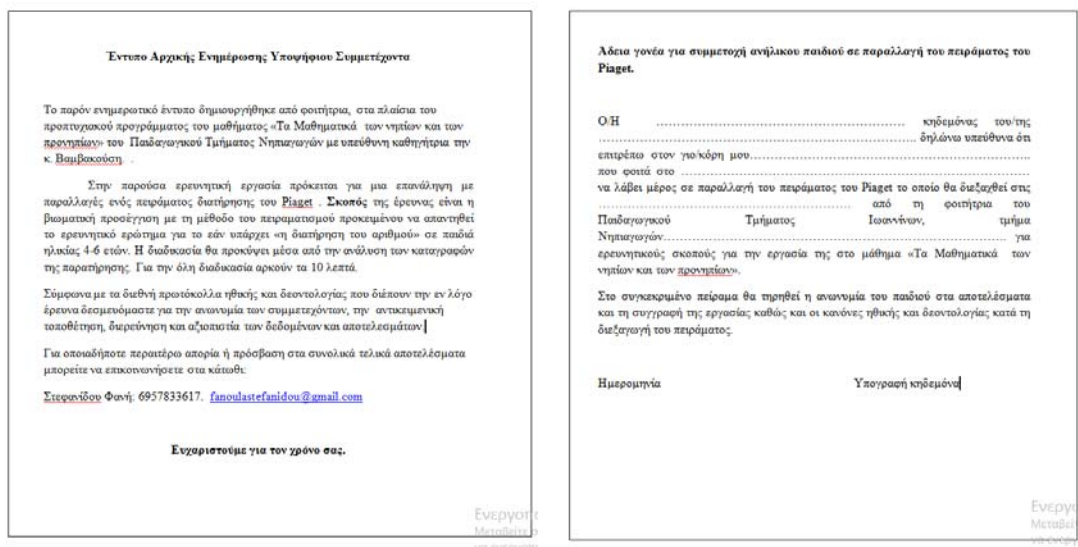 Έντυπο Αρχικής Ενημέρωσης Υποψήφιου Συμμετέχοντα
Το παρόν ενημερωτικό έντυπο δημιουργήθηκε από φοιτήτρια, στα πλαίσια του
προπτυχιακού προγράμματος του μαθήματος «Τα Μαθηματικά των νηπίων και των
προνηπίων» του Παιδαγωγικού Τμήματος Νηπιαγωγών με υπεύθυνη καθηγήτρια την
κ. Βαμβακούση. .
Στην παρούσα ερευνητική εργασία πρόκειται για μια επανάληψη με
παραλλαγές ενός πειράματος διατήρησης του Piaget . Σκοπός της έρευνας είναι η
βιωματική προσέγγιση με τη μέθοδο του πειραματισμού προκειμένου να απαντηθεί
το ερευνητικό ερώτημα για το εάν υπάρχει «η διατήρηση του αριθμού» σε παιδιά
ηλικίας 4-6 ετών. Η διαδικασία θα προκύψει μέσα από την ανάλυση των καταγραφών
της παρατήρησης. Για την όλη διαδικασία αρκούν τα 10 λεπτά.
Σύμφωνα με τα διεθνή πρωτόκολλα ηθικής και δεοντολογίας που διέπουν την εν λόγο
έρευνα δεσμευόμαστε για την ανωνυμία των συμμετεχόντων, την αντικειμενική
τοποθέτηση, διερεύνηση και αξιοπιστία των δεδομένων και αποτελεσμάτων.
Για οποιαδήποτε περαιτέρω απορία ή πρόσβαση στα συνολικά τελικά αποτελέσματα
μπορείτε να επικοινωνήσετε στα κάτωθι:
Στεφανίδου Φανή: 6957833617. fanoulastefanidou@gmail.com
Ευχαριστούμε για τον χρόνο σας.
Άδεια γονέα για συμμετοχή ανήλικου παιδιού σε παραλλαγή του πειράματος του
Piaget.
Ο/Η ........................................ κηδεμόνας του/της
........................................ δηλώνω υπεύθυνα ότι
επιτρέπω στον γιο/κόρη μου........................................
που φοιτά στο ........................................
να λάβει μέρος σε παραλλαγή του πειράματος του Piaget το οποίο θα διεξαχθεί στις
........................................ από τη φοιτήτρια του
Παιδαγωγικού Τμήματος Ιωαννίνων, τμήμα
Νηπιαγωγών........................................ για
ερευνητικούς σκοπούς για την εργασία της στο μάθημα «Τα Μαθηματικά των
νηπίων και των προνηπίων».
Στο συγκεκριμένο πείραμα θα τηρηθεί η ανωνυμία του παιδιού στα αποτελέσματα
και τη συγγραφή της εργασίας καθώς και οι κανόνες ηθικής και δεοντολογίας κατά τη
διεξαγωγή του πειράματος.
Ημερομηνία Υπογραφή κηδεμόνα